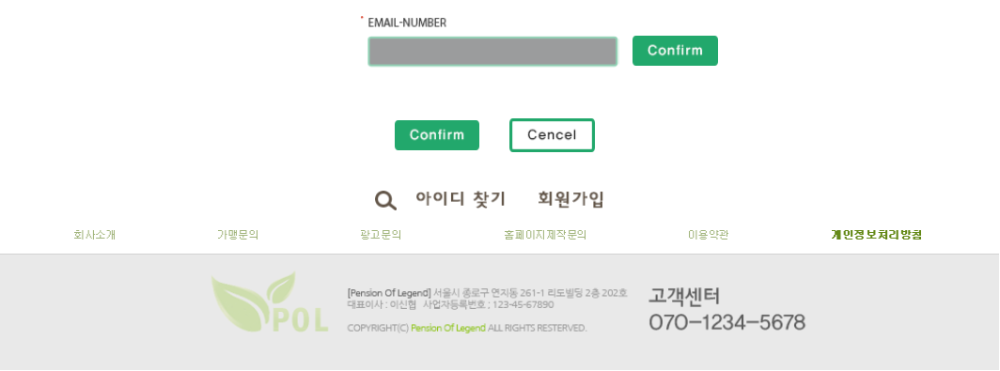 * EMAIL-NUMBER
Confirm
Confirm Cencel
아이디 찾기 회원가입
회사소개 가맹문의 광고문의 홈페이지제작문의 이용약관 개인정보처리방침
POL
[Pension Of Legend] 서울시 종로구 연지동 261-1 리모빌딩 2층 202호
대표이사 : 이신협 사업자등록번호 ; 123-45-67890
COPYRIGHT(C) Pension Of Legend ALL RIGHTS RESTERVED.
고객센터
070-1234-5678